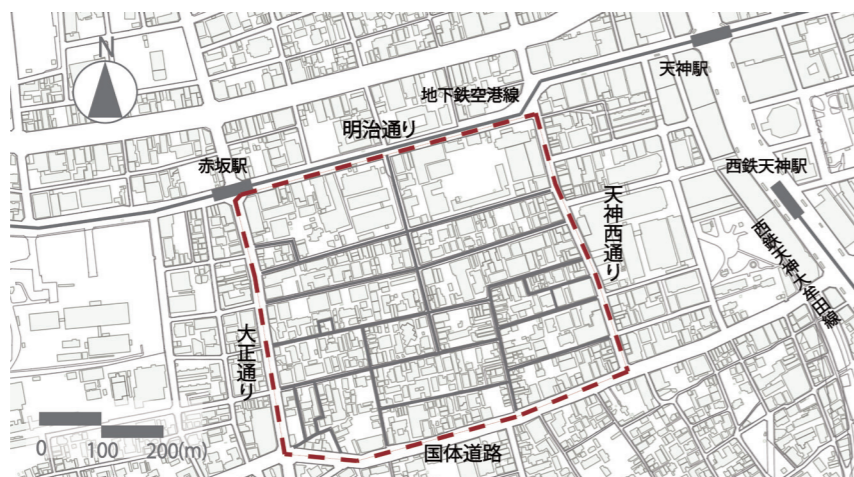 N
天神駅
地下鉄空港線
明治通り
赤坂駅
西鉄天神駅
天神西通り
西鉄天神大牟田線
大正通り
国体道路
0 100 200(m)